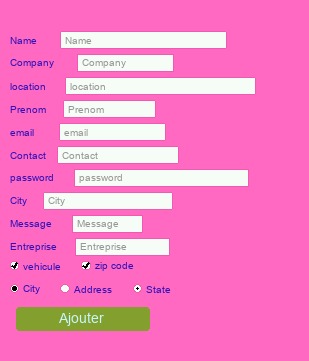 Name Name
Company Company
location location
Prenom Prenom
email email
Contact Contact
password password
City City
Message Message
Entreprise Entreprise
vehicule zip code
City Address State
Ajouter